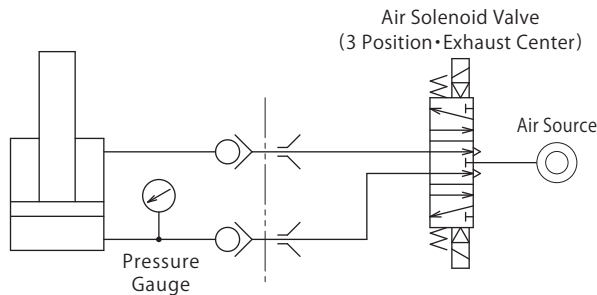 Air Solenoid Valve
(3 Position･Exhaust Center)
Air Source
Pressure
Gauge